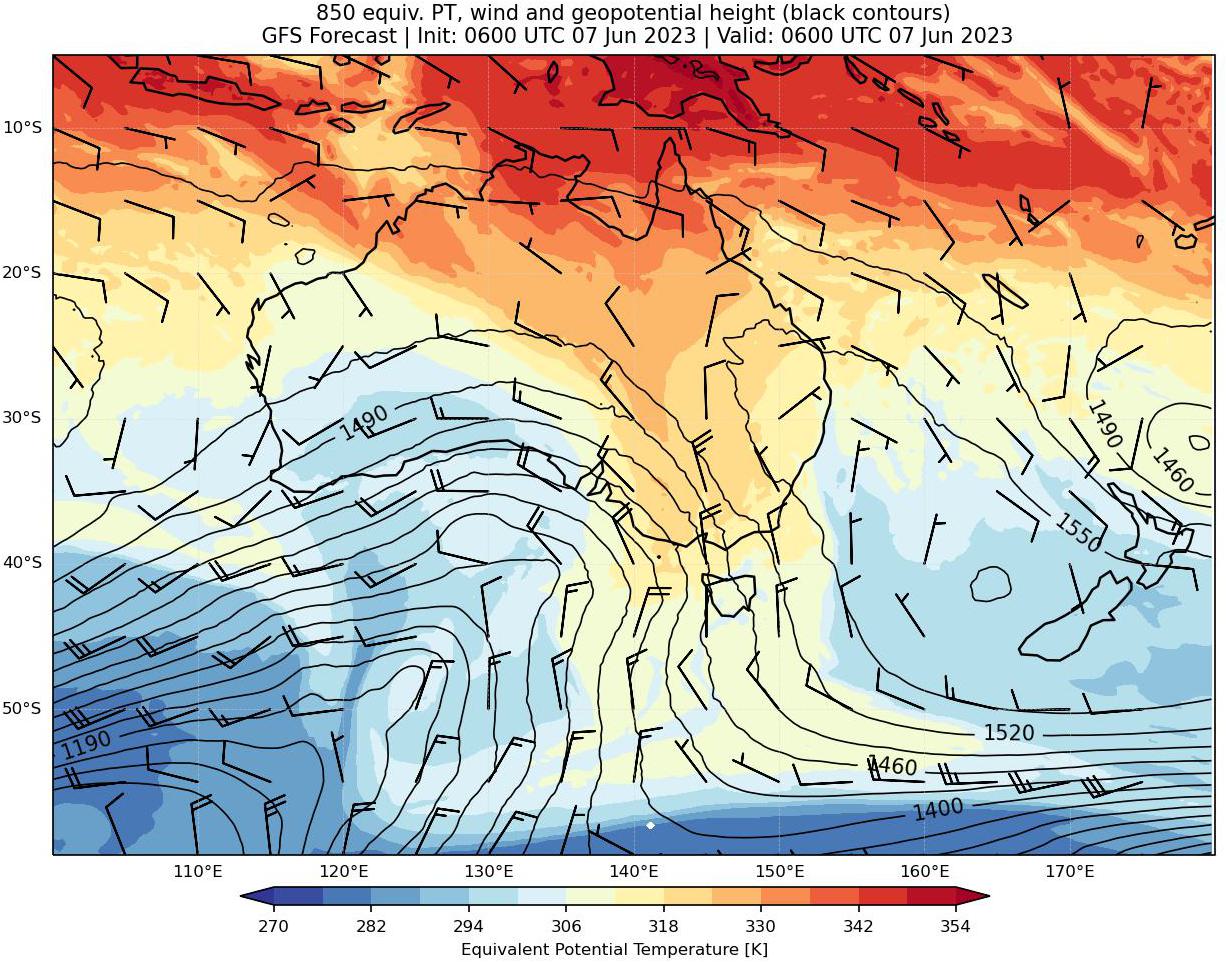 850 equiv. PT, wind and geopotential height (black contours)
GFS Forecast | Init: 0600 UTC 07 Jun 2023 | Valid: 0600 UTC 07 Jun 2023
10°S
20°S
30°S
40°S
50°S
1490
1490
1460
1550
1190
1520
1460
1400
110°E 120°E 130°E 140°E 150°E 160°E 170°E
270 282 294 306 318 330 342 354
Equivalent Potential Temperature [K]